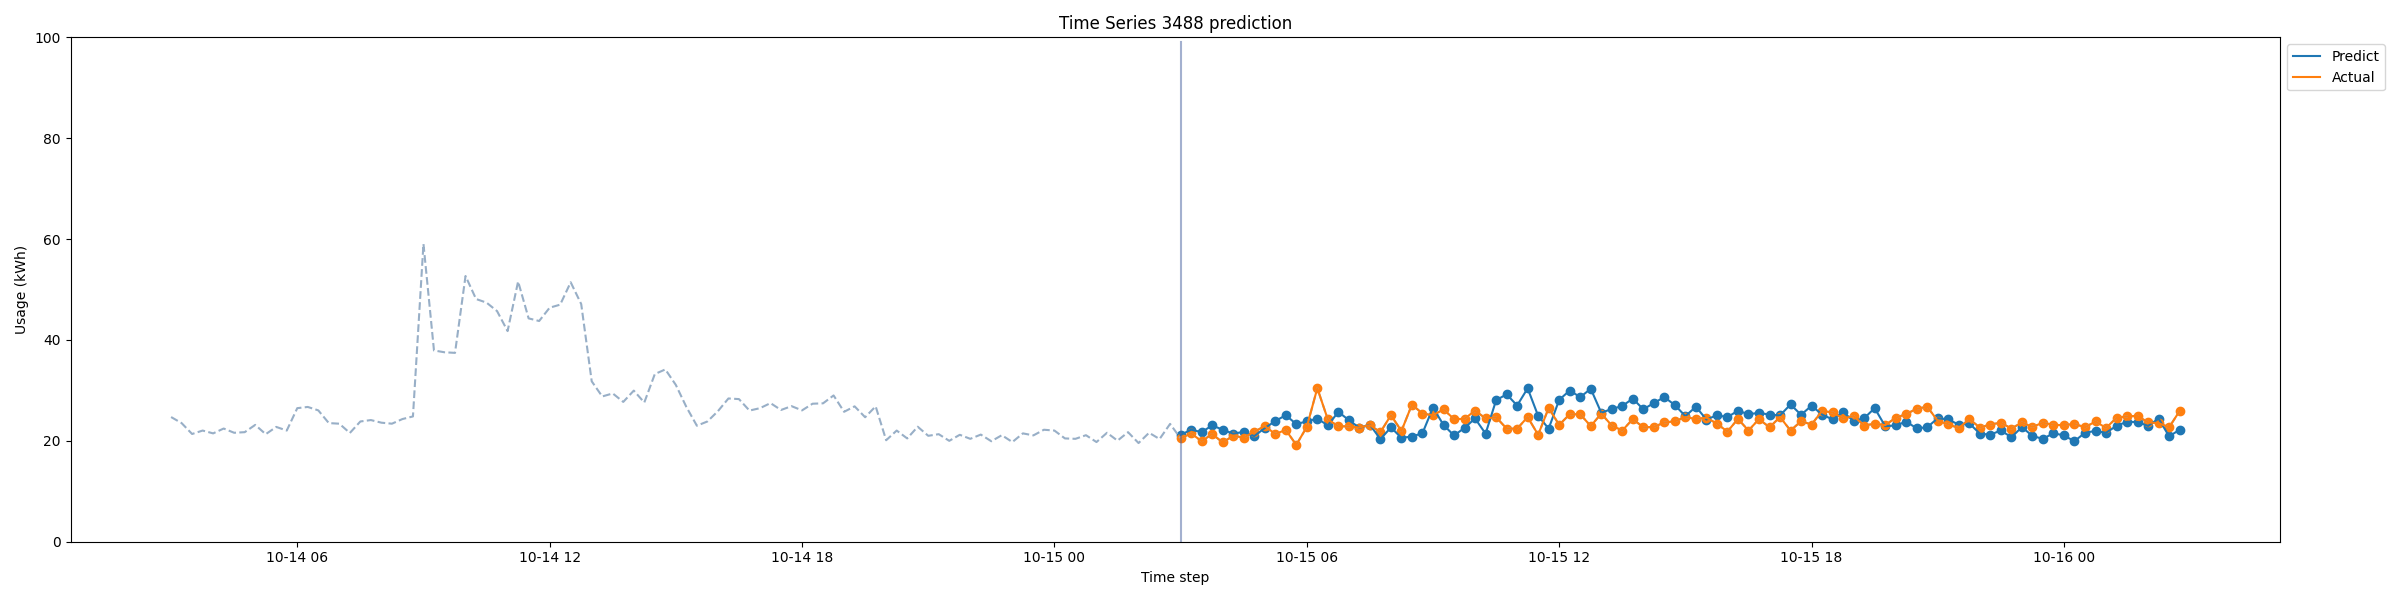 Time Series 3488 prediction
100
80
60
40
20
0
Usage (kWh)
10-14 06
10-14 12
10-14 18
10-15 00
10-15 06
10-15 12
10-15 18
10-16 00
Time step
Predict
Actual